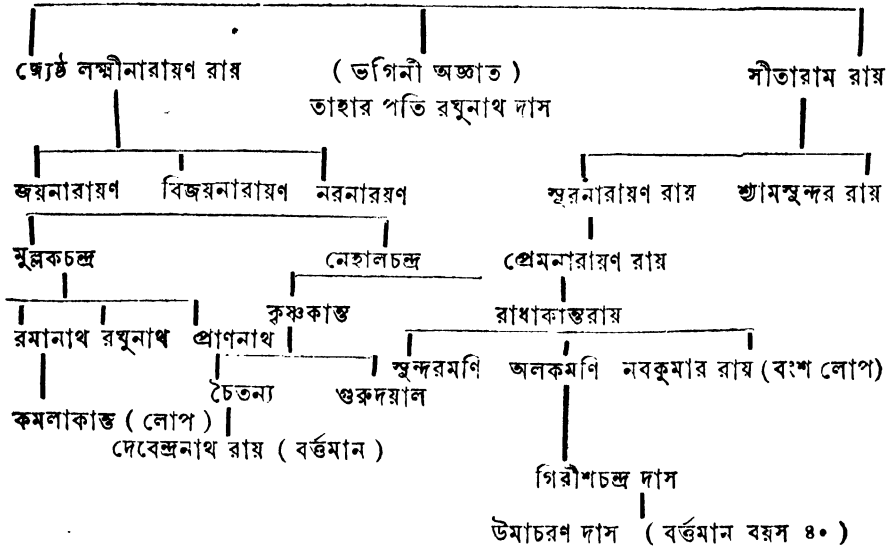 জ্যেষ্ঠ লক্ষ্মীনারায়ণ রায় ( ভগিনী অজ্ঞাত ) সীতারাম রায়
তাহার পতি রঘুনাথ দাস
জয়নারায়ণ বিজয়নারায়ণ নরনারয়ণ সূরনারায়ণ রায় শ্যামসুন্দর রায়
মুল্লকচন্দ্র নেহালচন্দ্র প্রেমনারায়ণ রায়
কৃষ্ণকান্ত রাধাকান্তরায়
রমানাথ রঘুনাথ প্রাণনাথ
সুন্দরমণি অলকমণি নবকুমার রায় (বংশ লোপ)
চৈতন্য গুরুদয়াল
কমলাকান্ত ( লোপ )
দেবেন্দ্রনাথ রায় ( বর্ত্তমান )
গিরীশচন্দ্র দাস
উমাচরণ দাস ( বর্ত্তমান বয়স ৪০ )